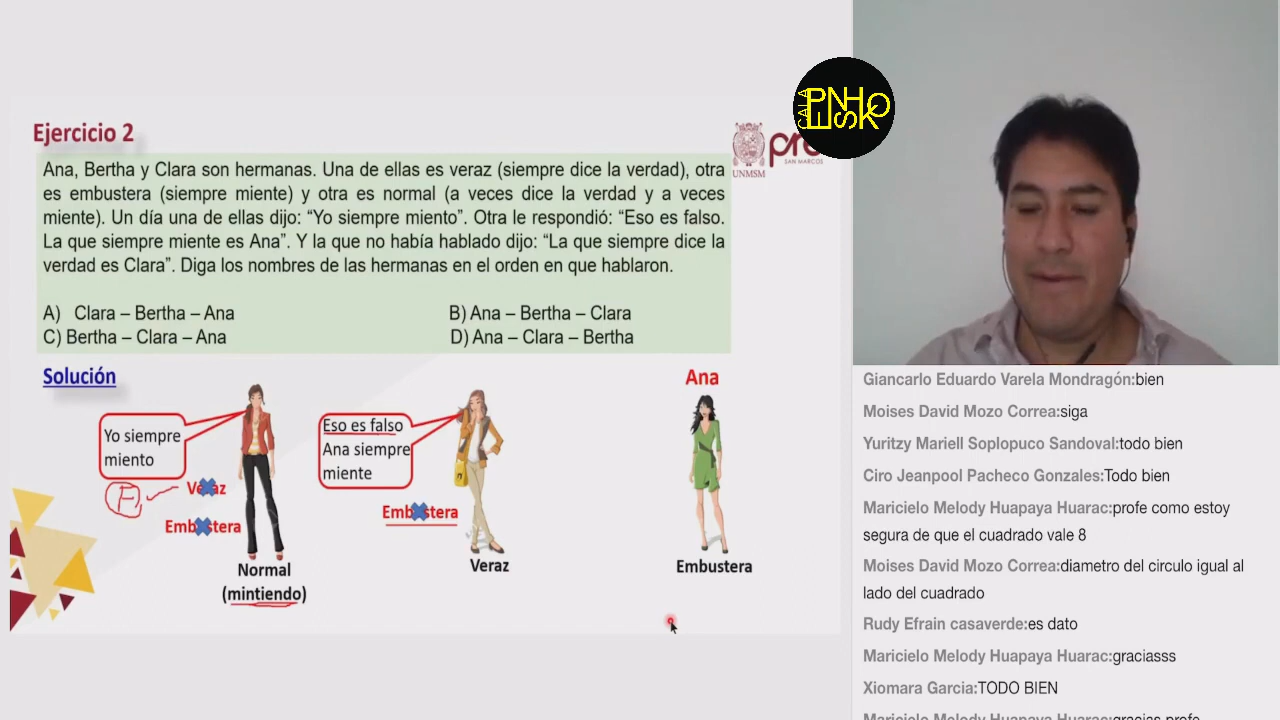 Ejercicio 2
Ana, Bertha y Clara son hermanas. Una de ellas es veraz (siempre dice la verdad), otra
es embustera (siempre miente) y otra es normal (a veces dice la verdad y a veces
miente). Un día una de ellas dijo: “Yo siempre miento”. Otra le respondió: “Eso es falso.
La que siempre miente es Ana”. Y la que no había hablado dijo: “La que siempre dice la
verdad es Clara”. Diga los nombres de las hermanas en el orden en que hablaron.
A) Clara – Bertha – Ana
B) Ana – Bertha – Clara
C) Bertha – Clara – Ana
D) Ana – Clara – Bertha
UNMSM
SAN MARCOS
CALA
PENHSKO
Solución
Yo siempre
miento
F
Veraz
Embustera
Normal
(mintiendo)
Eso es falso
Ana siempre
miente
Embustera
Veraz
Ana
Embustera
Giancarlo Eduardo Varela Mondragón:bien
Moises David Mozo Correa:siga
Yuritzy Mariell Soplopuco Sandoval:todo bien
Ciro Jeanpool Pacheco Gonzales:Todo bien
Maricielo Melody Huapaya Huarac:profe como estoy
segura de que el cuadrado vale 8
Moises David Mozo Correa:diametro del circulo igual al
lado del cuadrado
Rudy Efrain casaverde:es dato
Maricielo Melody Huapaya Huarac:graciasss
Xiomara Garcia:TODO BIEN
Maricielo Melody Huapaya Huarac:gracias profe